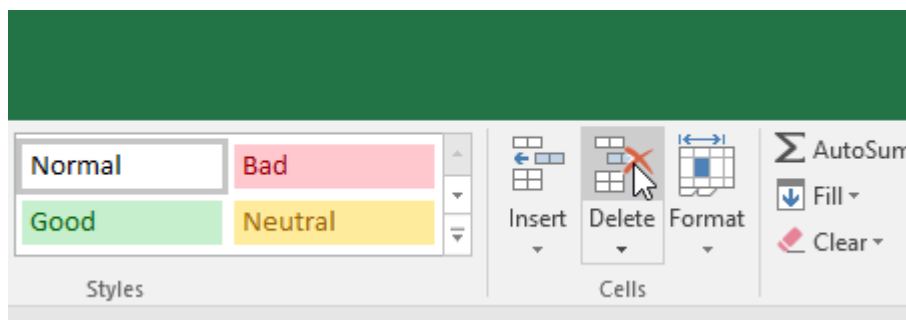 Normal Bad
Good Neutral
Styles
Insert Delete Format
Cells
AutoSum
Fill
Clear